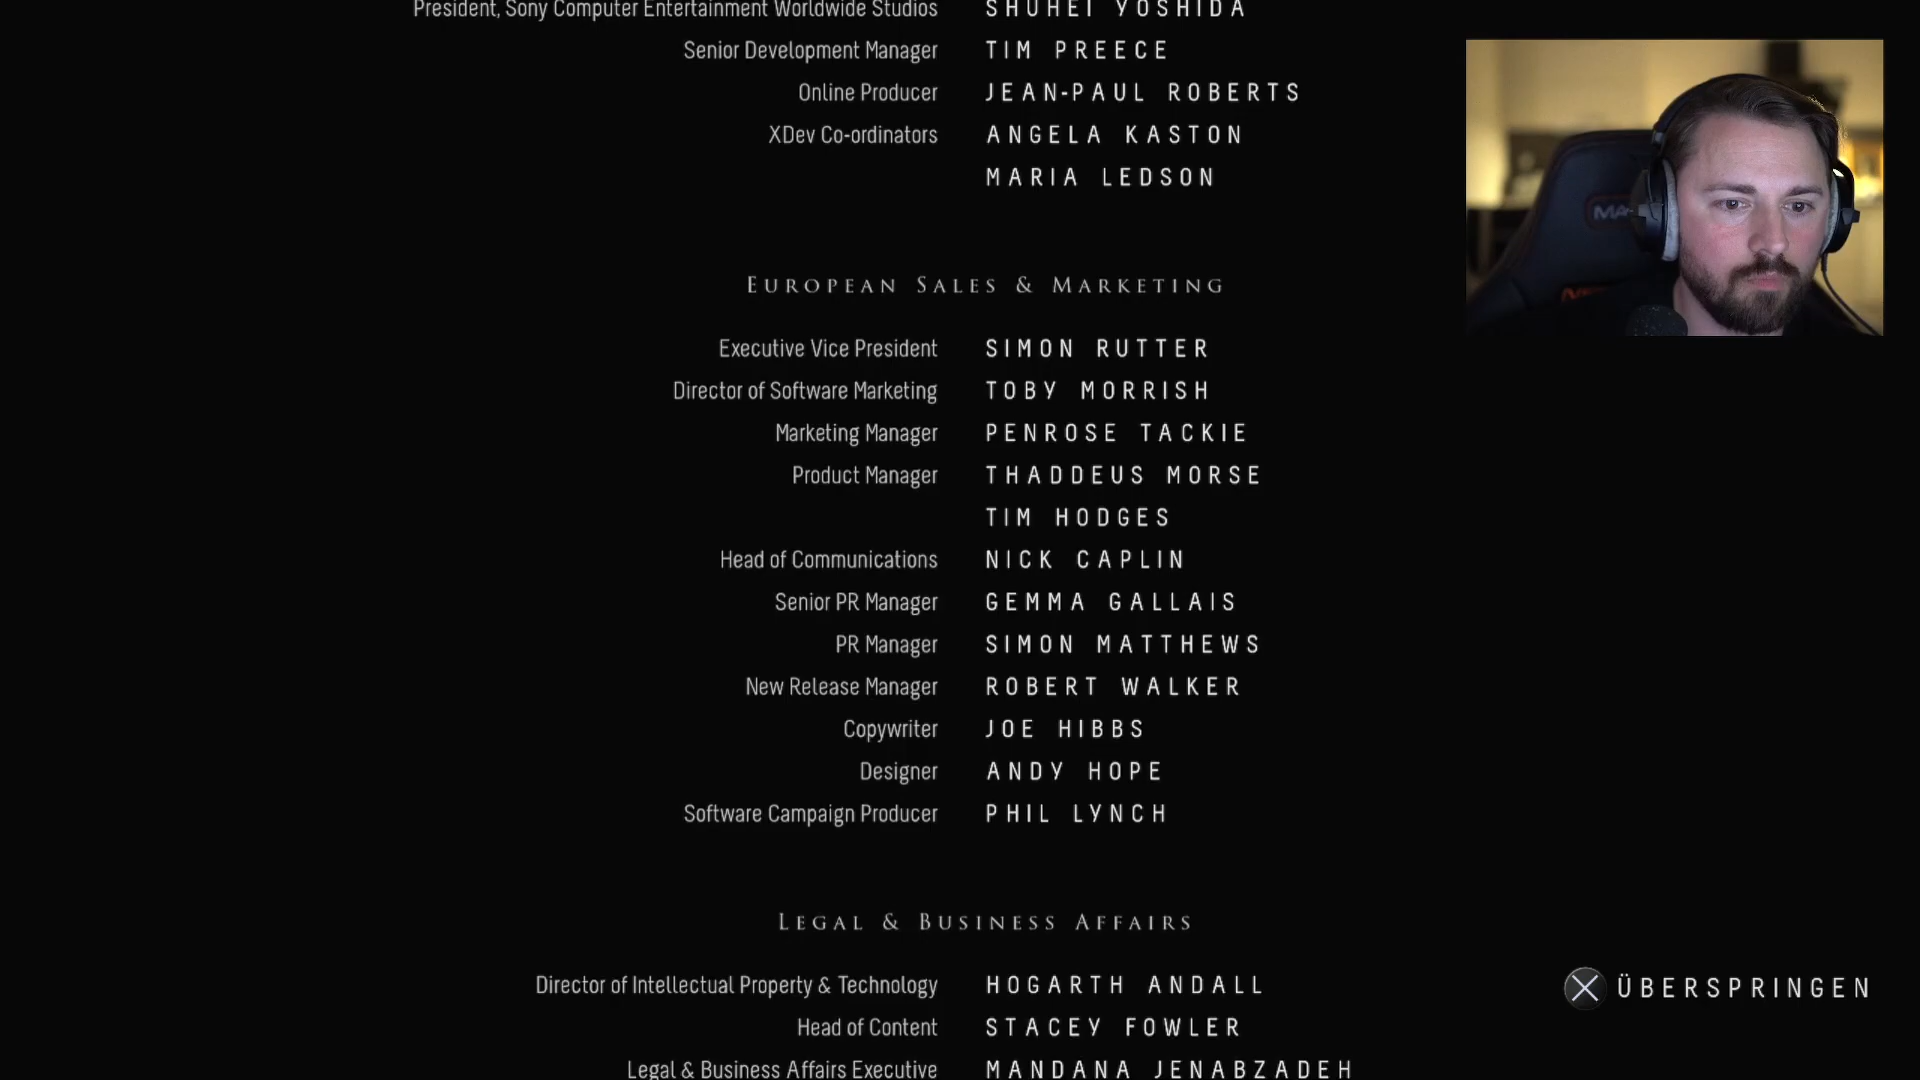 President, Sony Computer Entertainment Worldwide Studios SHUHEI YOSHIDA
Senior Development Manager TIM PREECE
Online Producer JEAN-PAUL ROBERTS
XDev Co-ordinators ANGELA KASTON
MARIA LEDSON
EUROPEAN SALES & MARKETING
Executive Vice President SIMON RUTTER
Director of Software Marketing TOBY MORRISH
Marketing Manager PENROSE TACKIE
Product Manager THADDEUS MORSE
TIM HODGES
Head of Communications NICK CAPLIN
Senior PR Manager GEMMA GALLAIS
PR Manager SIMON MATTHEWS
New Release Manager ROBERT WALKER
Copywriter JOE HIBBS
Designer ANDY HOPE
Software Campaign Producer PHIL LYNCH
LEGAL & BUSINESS AFFAIRS
Director of Intellectual Property & Technology HOGARTH ANDALL
ÜBERSPRINGEN
Head of Content STACEY FOWLER
Legal & Business Affairs Executive MANDANA JENABZADEH